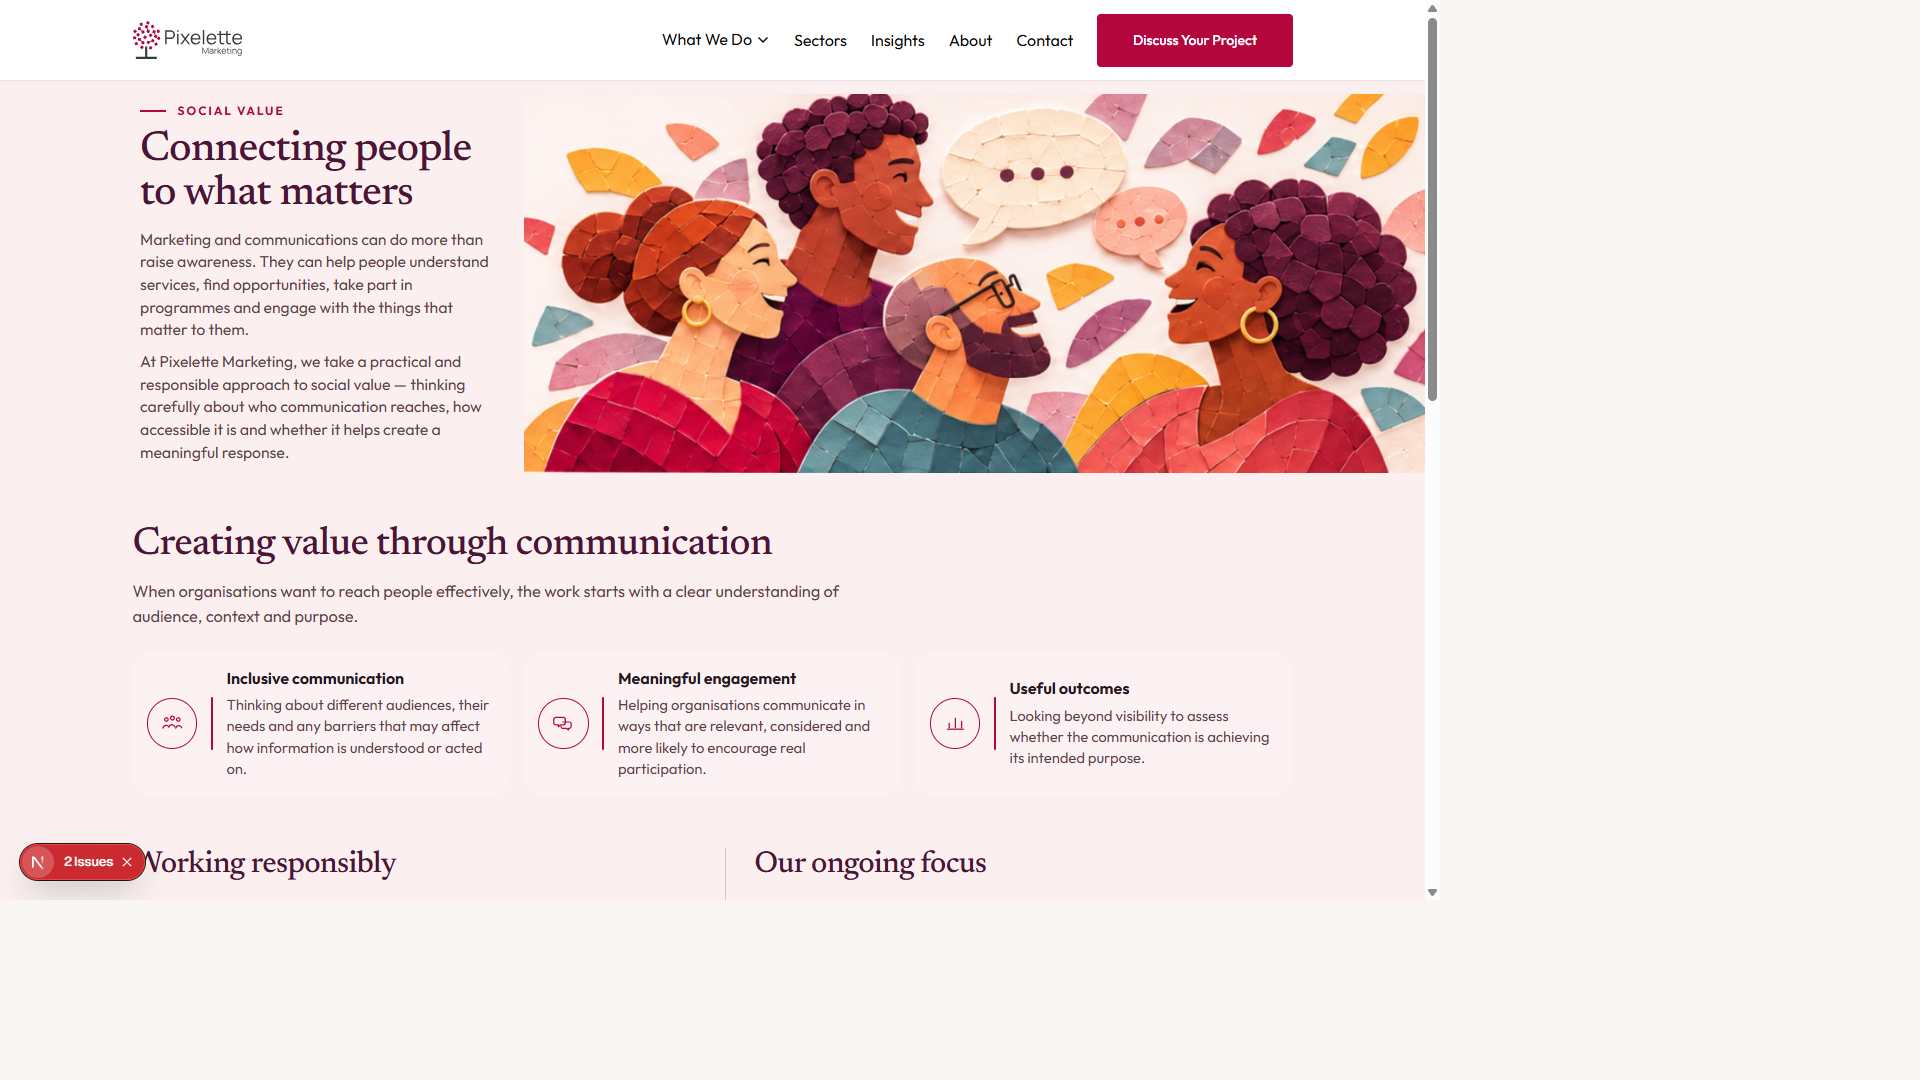 Pixelette
Marketing
What We Do
Sectors
Insights
About
Contact
Discuss Your Project
SOCIAL VALUE
Connecting people
to what matters
Marketing and communications can do more than
raise awareness. They can help people understand
services, find opportunities, take part in
programmes and engage with the things that
matter to them.
At Pixelette Marketing, we take a practical and
responsible approach to social value — thinking
carefully about who communication reaches, how
accessible it is and whether it helps create a
meaningful response.
Creating value through communication
When organisations want to reach people effectively, the work starts with a clear understanding of
audience, context and purpose.
Inclusive communication
Thinking about different audiences, their
needs and any barriers that may affect
how information is understood or acted
on.
Meaningful engagement
Helping organisations communicate in
ways that are relevant, considered and
more likely to encourage real
participation.
Useful outcomes
Looking beyond visibility to assess
whether the communication is achieving
its intended purpose.
N 2 Issues
Working responsibly
Our ongoing focus